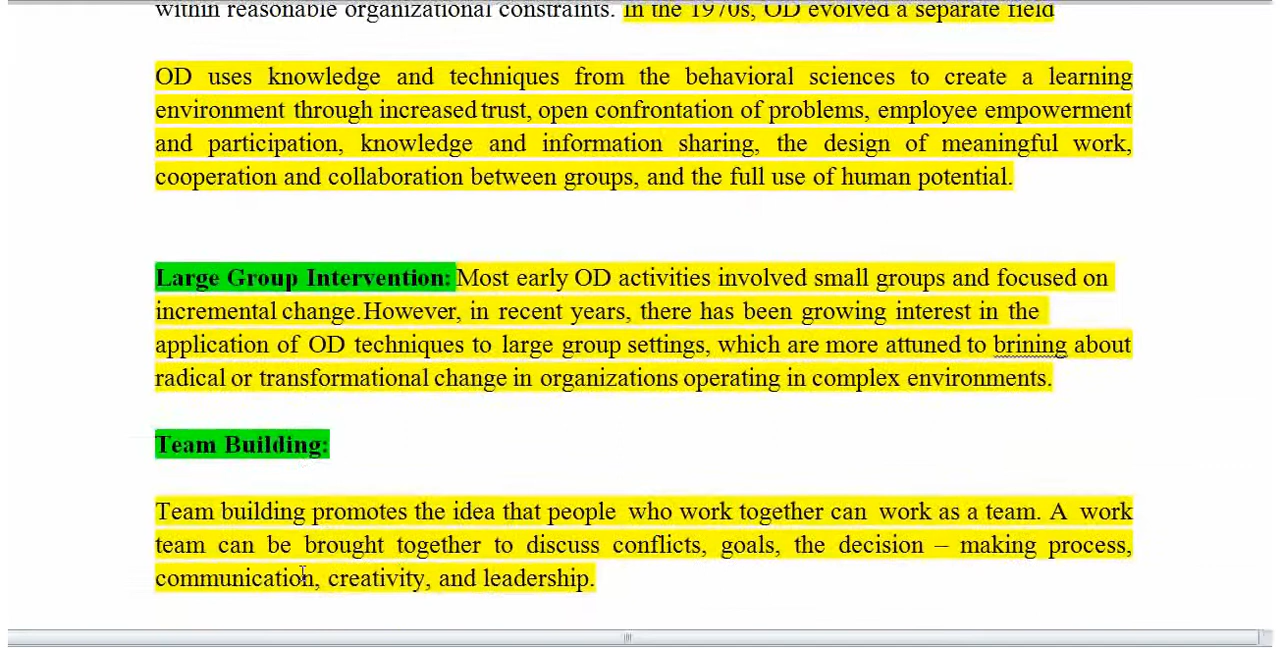 within reasonable organizational constraints. In the 1970s, OD evolved a separate field
OD uses knowledge and techniques from the behavioral sciences to create a learning
environment through increased trust, open confrontation of problems, employee empowerment
and participation, knowledge and information sharing, the design of meaningful work,
cooperation and collaboration between groups, and the full use of human potential.
Large Group Intervention: Most early OD activities involved small groups and focused on
incremental change.However, in recent years, there has been growing interest in the
application of OD techniques to large group settings, which are more attuned to brining about
radical or transformational change in organizations operating in complex environments.
Team Building:
Team building promotes the idea that people who work together can work as a team. A work
team can be brought together to discuss conflicts, goals, the decision – making process,
communication, creativity, and leadership.